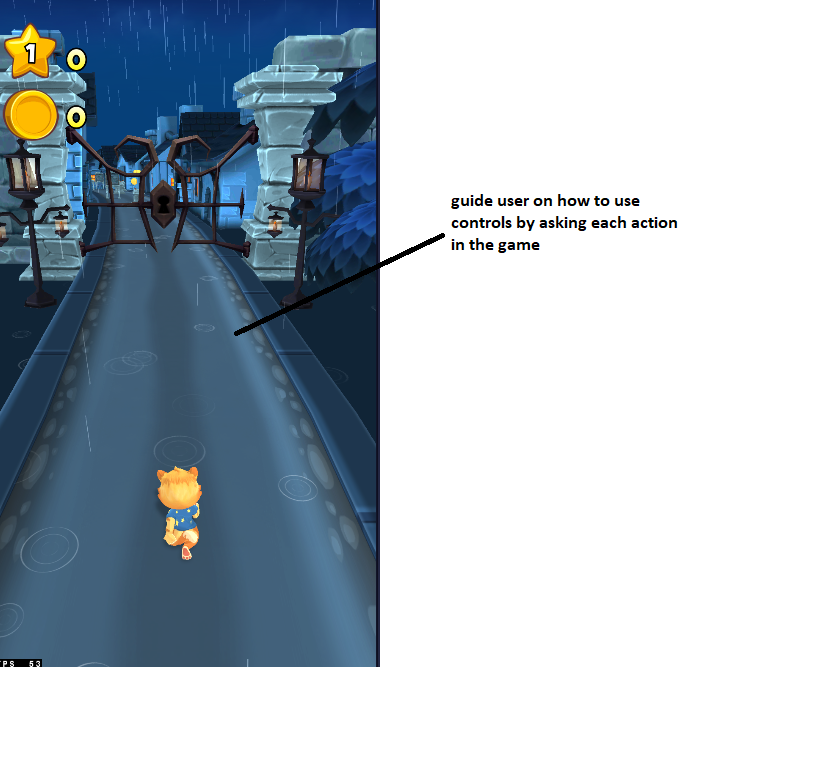 1
0
0
guide user on how to use
controls by asking each action
in the game
FPS 53